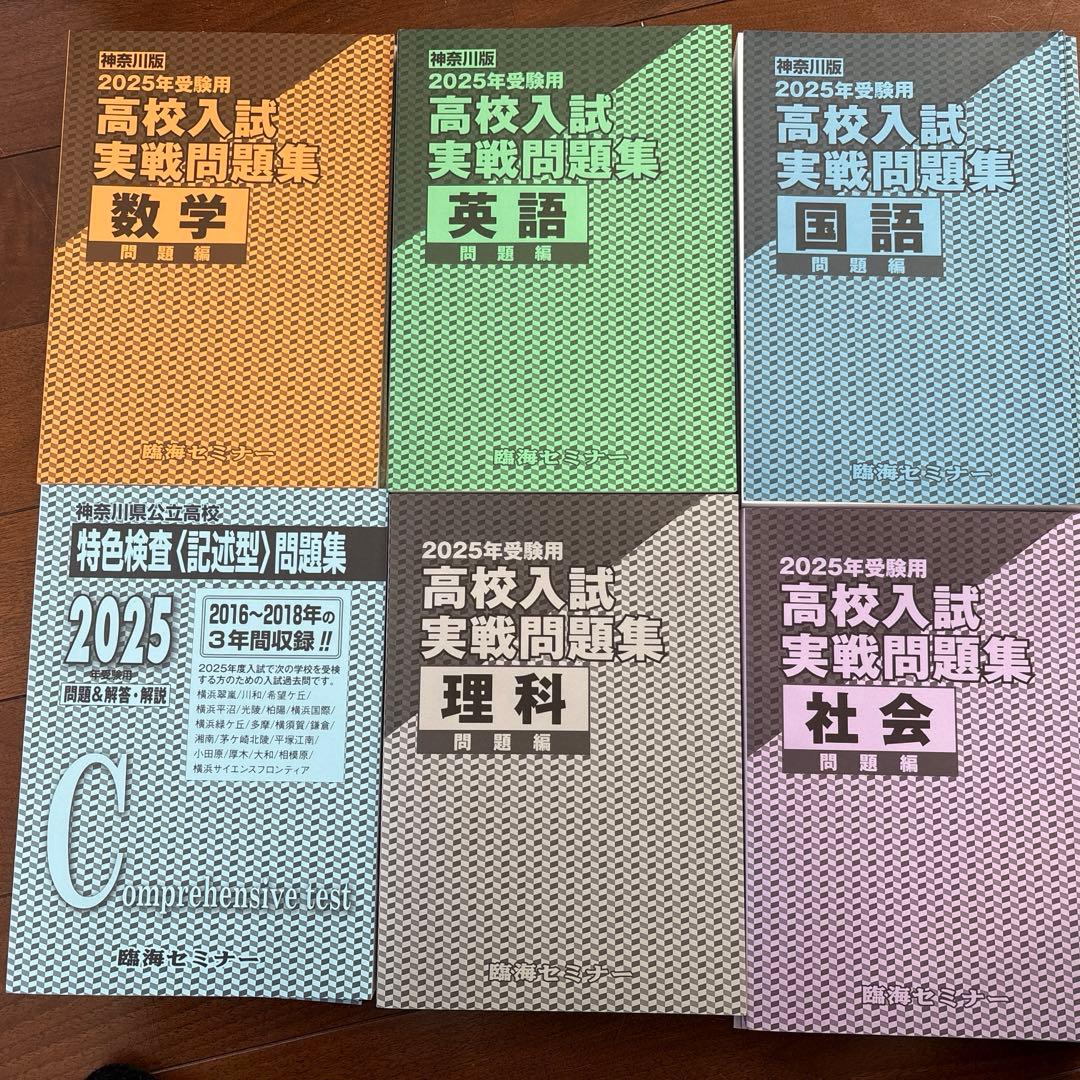 神奈川版
2025年受験用
高校入試
実戦問題集
数学
問題編
臨海セミナー
神奈川版
2025年受験用
高校入試
実戦問題集
英語
問題編
臨海セミナー
神奈川版
2025年受験用
高校入試
実戦問題集
国語
問題編
臨海セミナー
神奈川県公立高校
特色検査〈記述型〉問題集
2025
年受験用
問題&解答・解説
2016〜2018年の
3年間収録!!
2025年度入試で次の学校を受検
する方のための入試過去問です。
横浜翠嵐/川和/希望ケ丘/
横浜平沼/光陵/柏陽/横浜国際/
横浜緑ケ丘/多摩/横須賀/鎌倉/
湘南/茅ケ崎北陵/平塚江南/
小田原/厚木/大和/相模原/
横浜サイエンスフロンティア
Comprehensive test
臨海セミナー
2025年受験用
高校入試
実戦問題集
理科
問題編
臨海セミナー
2025年受験用
高校入試
実戦問題集
社会
問題編
臨海セミナー